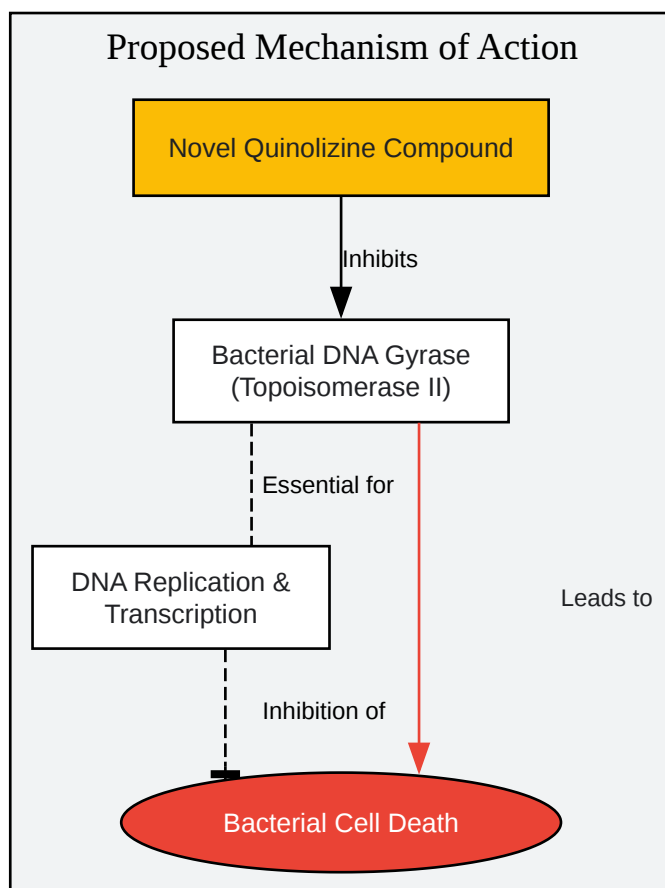 Proposed Mechanism of Action
Novel Quinolizine Compound
Inhibits
Bacterial DNA Gyrase
(Topoisomerase II)
Essential for
DNA Replication &
Transcription
Leads to
Inhibition of
Bacterial Cell Death